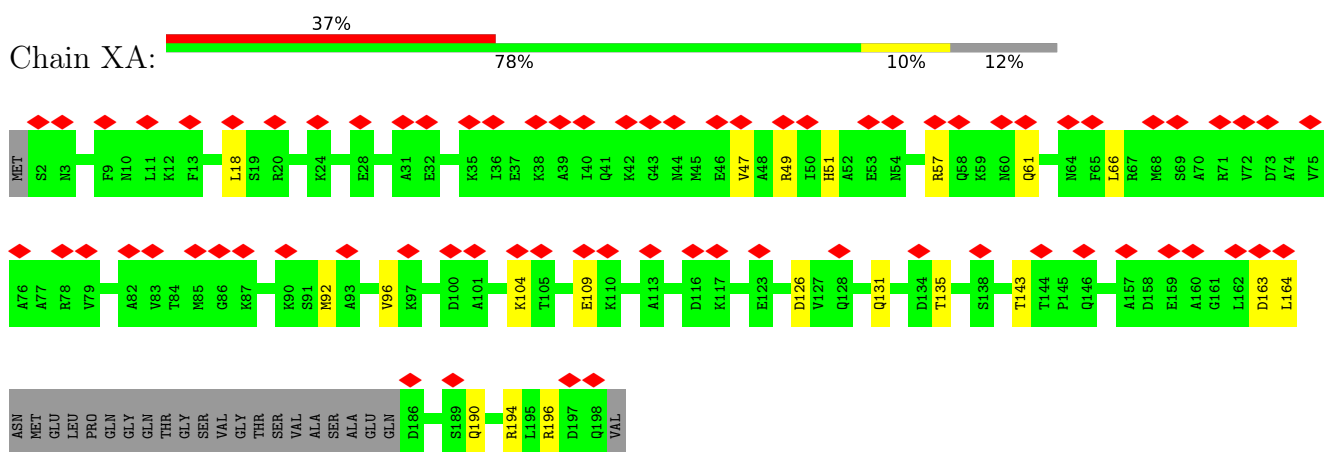 37%
Chain XA:
78% 10% 12%
MET S2 N3 F9 N10 L11 K12 F13 L18 S19 R20 K24 E28 A31 E32 K35 I36 E37 K38 A39 I40 Q41 K42 G43 N44 M45 E46 V47 A48 R49 I50 H51 A52 E53 N54 R57 Q58 K59 N60 Q61 N64 F65 L66 R67 M68 S69 A70 R71 V72 D73 A74 V75
A76 A77 R78 V79 A82 V83 T84 M85 G86 K87 K90 S91 M92 A93 V96 K97 D100 A101 K104 T105 E109 K110 A113 D116 K117 E123 D126 V127 Q128 Q131 D134 T135 S138 T143 T144 P145 Q146 A157 D158 E159 A160 G161 L162 D163 L164
ASN MET GLU LEU PRO GLN GLY GLN THR GLY SER VAL GLY THR SER VAL ALA SER ALA GLU GLN D186 S189 Q190 R194 L195 R196 D197 Q198 VAL